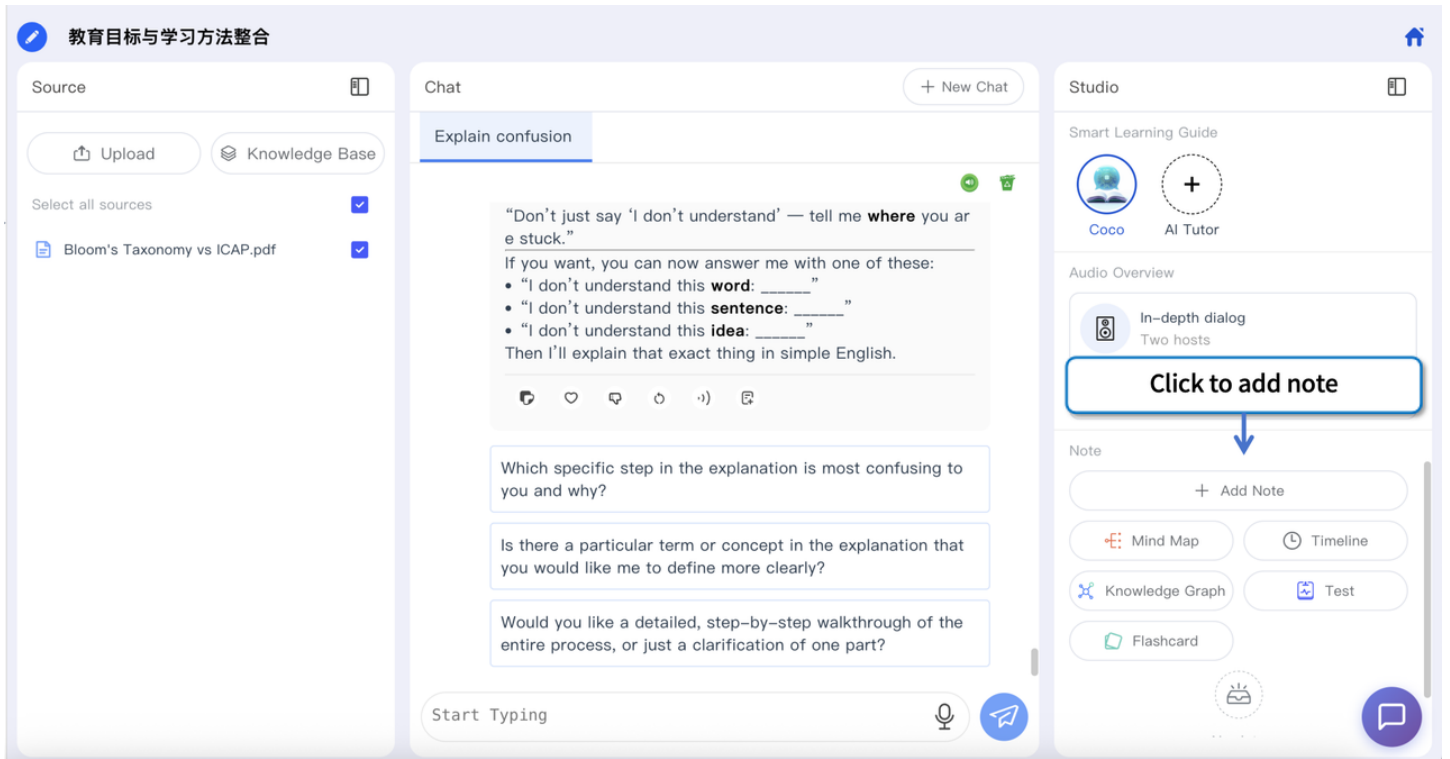 教育目标与学习方法整合
Source
Upload
Knowledge Base
Select all sources
Bloom's Taxonomy vs ICAP.pdf
Chat
+ New Chat
Explain confusion
“Don’t just say ‘I don’t understand’ — tell me where you ar
e stuck.”
If you want, you can now answer me with one of these:
• “I don’t understand this word: ______”
• “I don’t understand this sentence: ______”
• “I don’t understand this idea: ______”
Then I’ll explain that exact thing in simple English.
Which specific step in the explanation is most confusing to
you and why?
Is there a particular term or concept in the explanation that
you would like me to define more clearly?
Would you like a detailed, step-by-step walkthrough of the
entire process, or just a clarification of one part?
Start Typing
Studio
Smart Learning Guide
Coco
AI Tutor
Audio Overview
In-depth dialog
Two hosts
Click to add note
Note
+ Add Note
Mind Map
Timeline
Knowledge Graph
Test
Flashcard